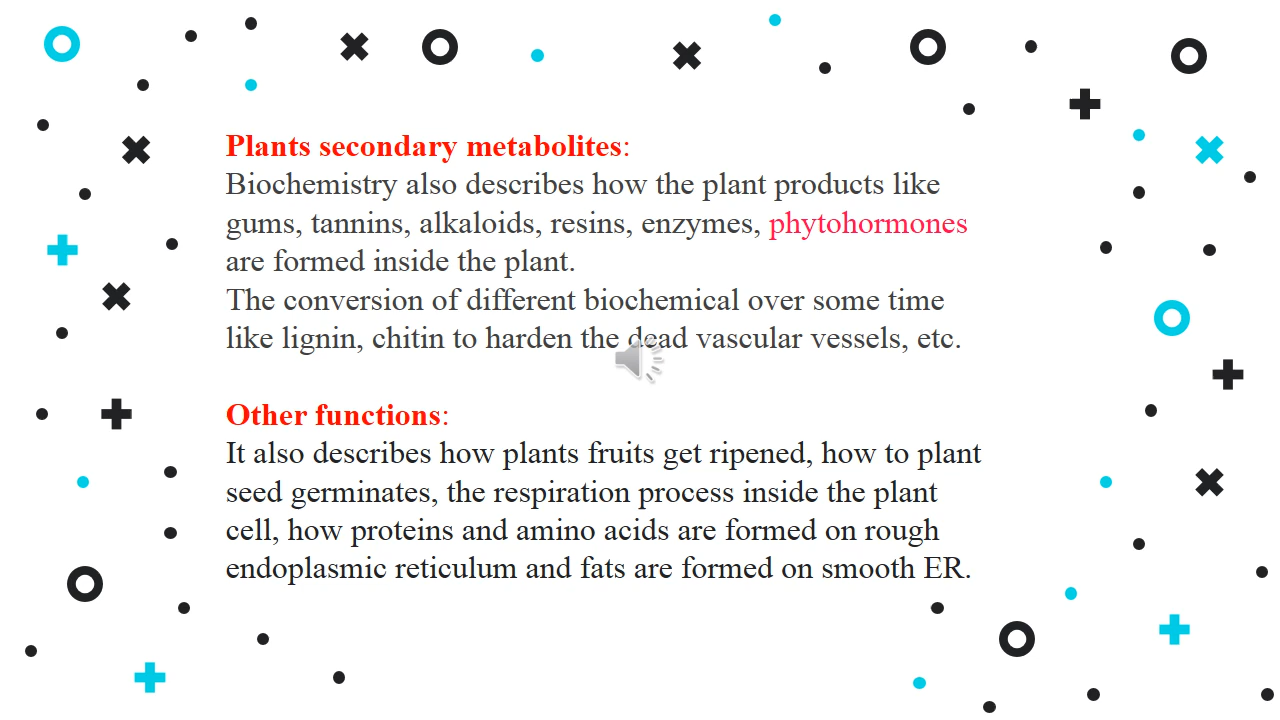 Plants secondary metabolites:
Biochemistry also describes how the plant products like
gums, tannins, alkaloids, resins, enzymes, phytohormones
are formed inside the plant.
The conversion of different biochemical over some time
like lignin, chitin to harden the dead vascular vessels, etc.
Other functions:
It also describes how plants fruits get ripened, how to plant
seed germinates, the respiration process inside the plant
cell, how proteins and amino acids are formed on rough
endoplasmic reticulum and fats are formed on smooth ER.